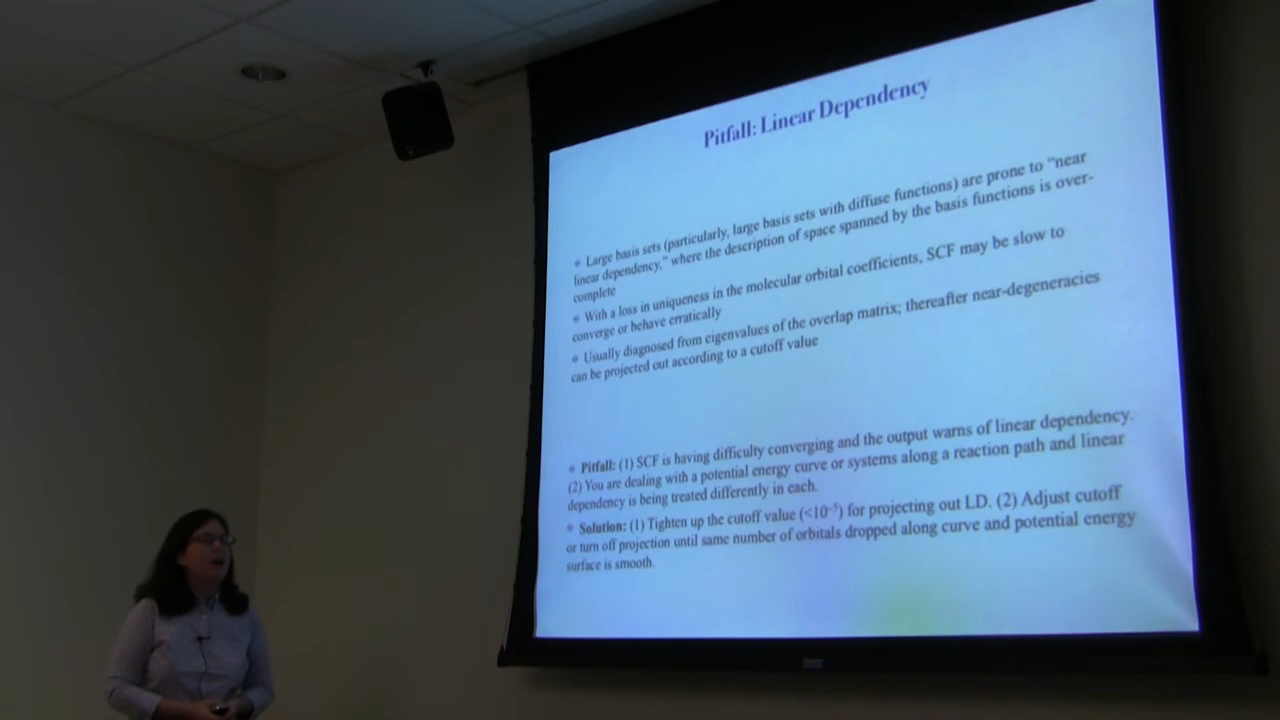 Pitfall: Linear Dependency
Large basis sets (particularly, large basis sets with diffuse functions) are prone to "near
linear dependency," where the description of space spanned by the basis functions is over-
complete
With a loss in uniqueness in the molecular orbital coefficients, SCF may be slow to
converge or behave erratically
Usually diagnosed from eigenvalues of the overlap matrix; thereafter near-degeneracies
can be projected out according to a cutoff value
Pitfall: (1) SCF is having difficulty converging and the output warns of linear dependency.
(2) You are dealing with a potential energy curve or systems along a reaction path and linear
dependency is being treated differently in each.
Solution: (1) Tighten up the cutoff value (<10⁻⁵) for projecting out LD. (2) Adjust cutoff
or turn off projection until same number of orbitals dropped along curve and potential energy
surface is smooth.